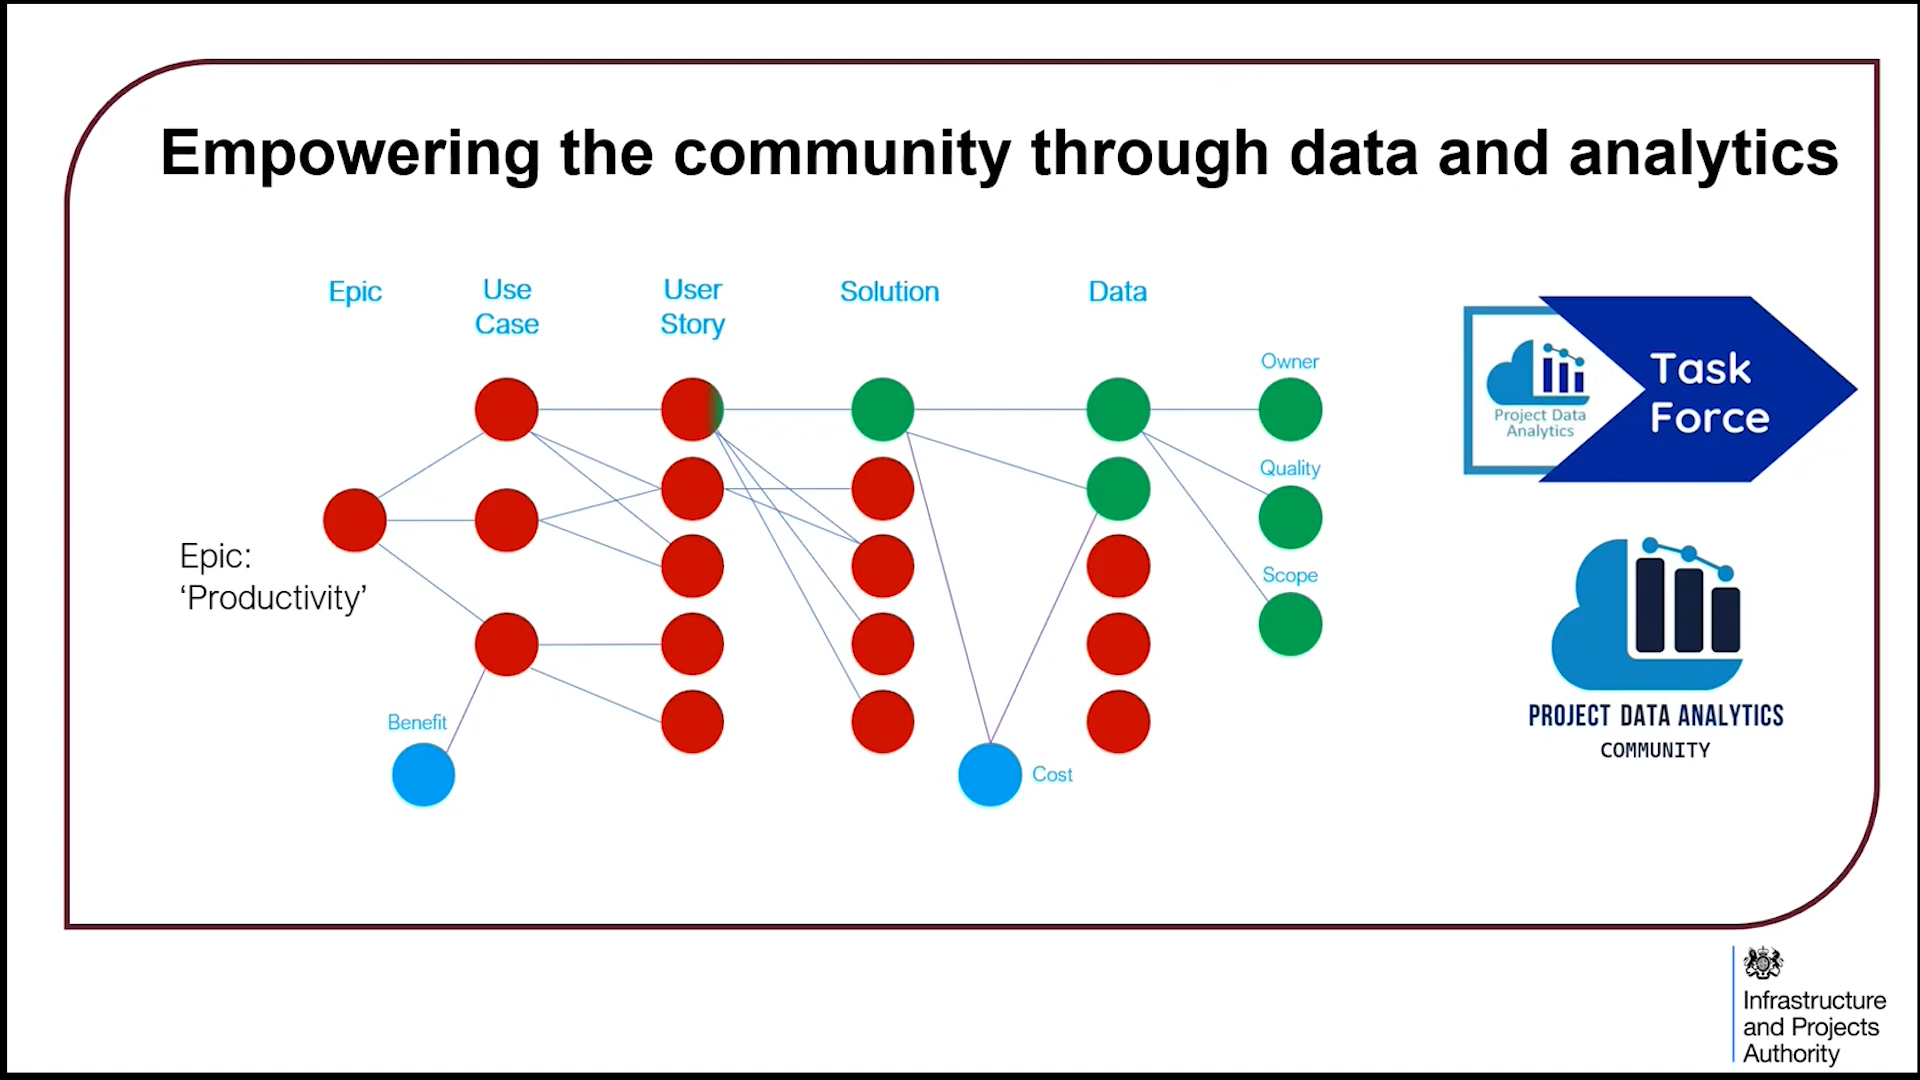 Empowering the community through data and analytics
Epic
Use
Case
User
Story
Solution
Data
Owner
Quality
Scope
Epic:
‘Productivity’
Benefit
Cost
Project Data
Analytics
Task
Force
PROJECT DATA ANALYTICS
COMMUNITY
Infrastructure
and Projects
Authority